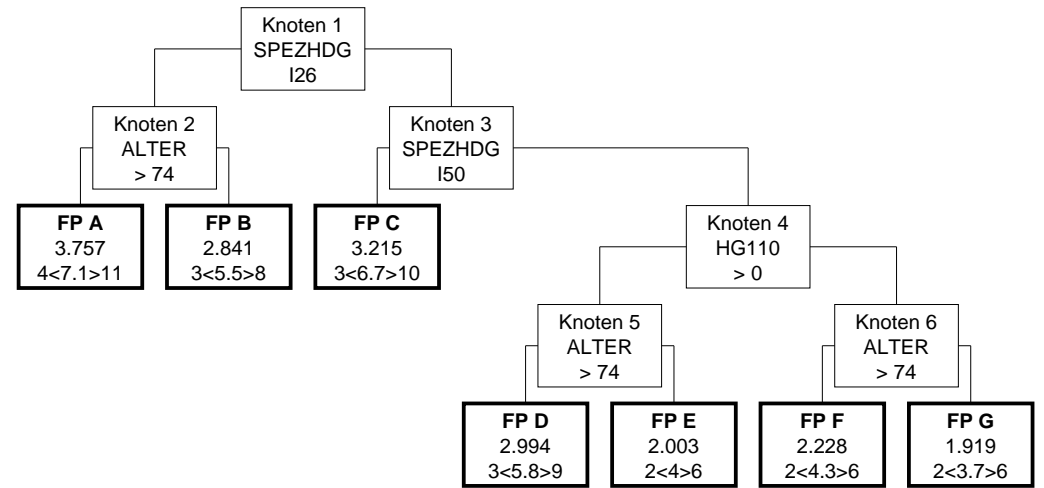 Knoten 1
SPEZHDG
I26
Knoten 2
ALTER
> 74
Knoten 3
SPEZHDG
I50
FP A
3.757
4<7.1>11
FP B
2.841
3<5.5>8
FP C
3.215
3<6.7>10
Knoten 4
HG110
> 0
Knoten 5
ALTER
> 74
Knoten 6
ALTER
> 74
FP D
2.994
3<5.8>9
FP E
2.003
2<4>6
FP F
2.228
2<4.3>6
FP G
1.919
2<3.7>6